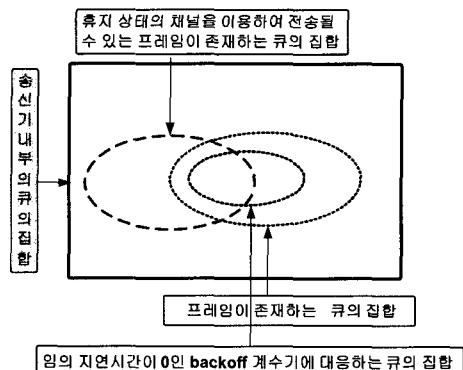 휴지 상태의 채널을 이용하여 전송될
수 있는 프레임이 존재하는 큐의 집합
송
신
기
내
부
의
큐
의
집
합
프레임이 존재하는 큐의 집합
임의 지연시간이 0인 backoff 계수기에 대응하는 큐의 집합